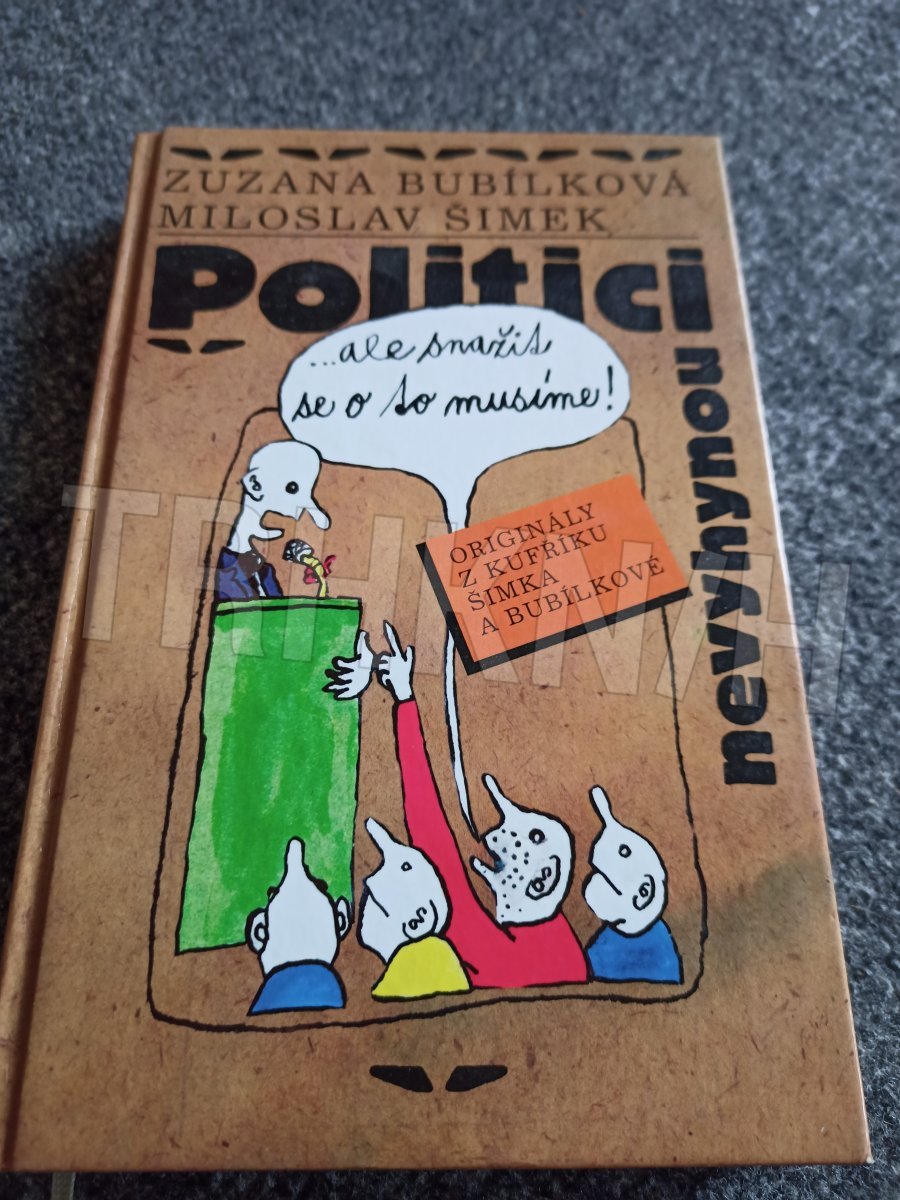 ZUZANA BUBÍLKOVÁ
MILOSLAV ŠIMEK
Politici
nevyhynou
...ale snažit
se o to musíme!
ORIGINÁLY
Z KUFŘÍKU
ŠIMKA
A BUBÍLKOVÉ